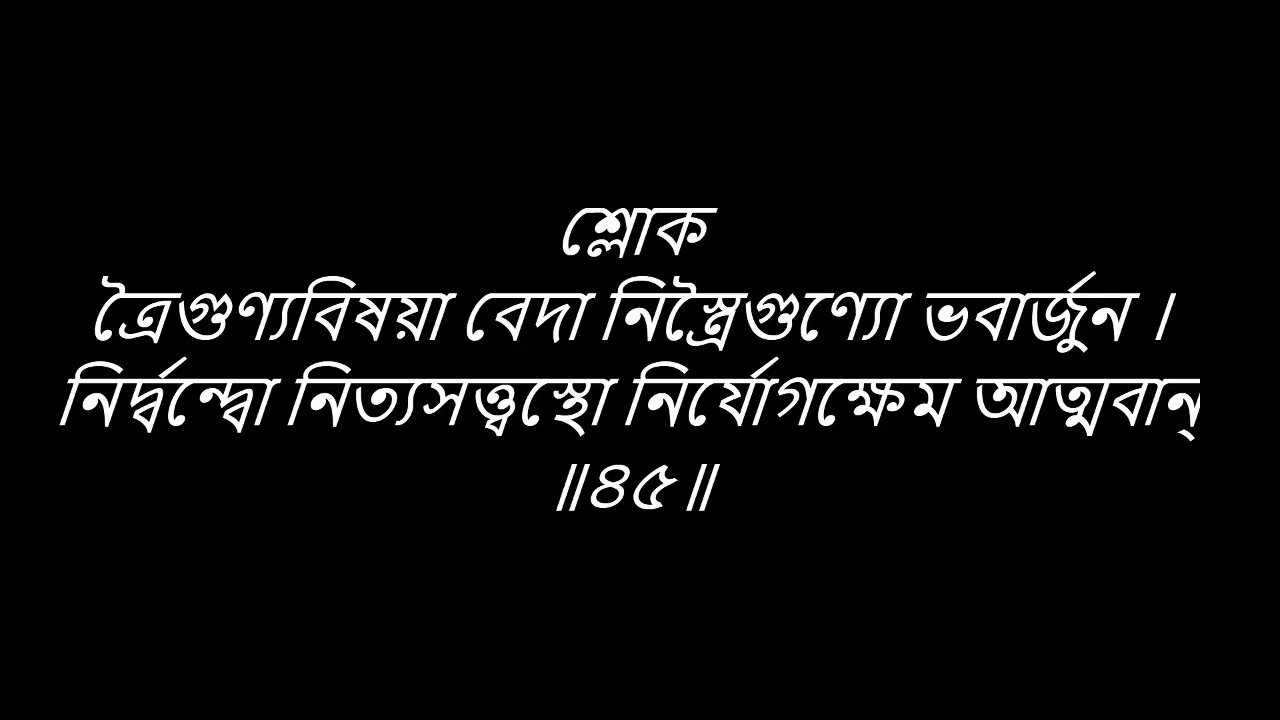 শ্লোক
ত্রৈগুণ্যবিষয়া বেদা নিস্ত্রৈগুণ্যো ভবার্জুন ।
নির্দ্বন্দ্বো নিত্যসত্ত্বস্থো নির্যোগক্ষেম আত্মবান্
॥৪৫॥